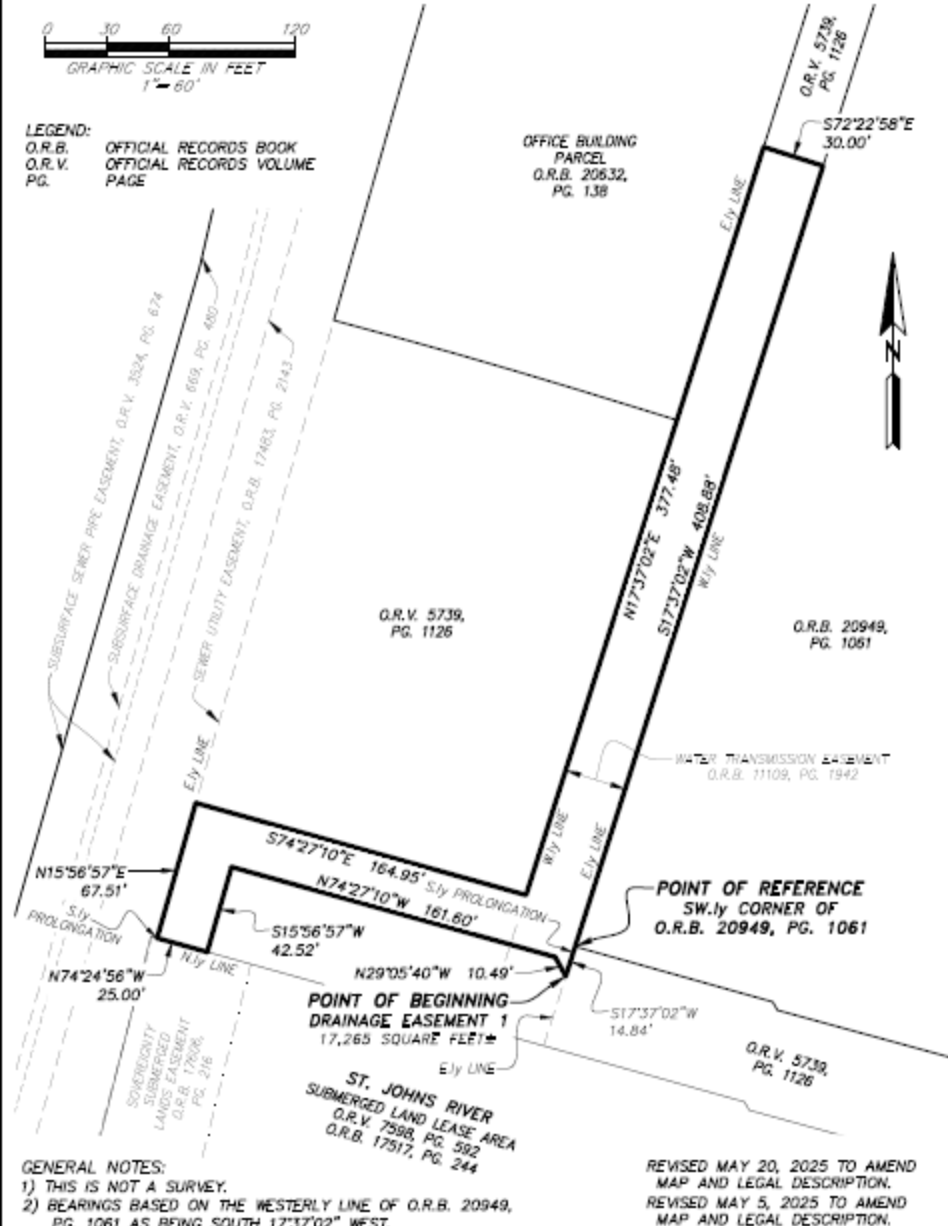 0 30 60 120
GRAPHIC SCALE IN FEET
1"= 60'
LEGEND:
O.R.B. OFFICIAL RECORDS BOOK
O.R.V. OFFICIAL RECORDS VOLUME
PG. PAGE
O.R.V. 5739,
PG. 1126
S72°22'58"E
30.00'
OFFICE BUILDING
PARCEL
O.R.B. 20632,
PG. 138
E.ly LINE
N
SUBSURFACE SEWER PIPE EASEMENT, O.R.V. 3524, PG. 674
SUBSURFACE DRAINAGE EASEMENT, O.R.V. 669, PG. 480
SEWER UTILITY EASEMENT, O.R.B. 17483, PG. 2143
N17°37'02"E 377.48'
S17°37'02"W 408.88'
W.ly LINE
O.R.V. 5739,
PG. 1126
O.R.B. 20949,
PG. 1061
WATER TRANSMISSION EASEMENT
O.R.B. 11109, PG. 1942
E.ly LINE
W.ly LINE
E.ly LINE
S74°27'10"E 164.95'
S.ly PROLONGATION
N74°27'10"W 161.60'
N15°56'57"E
67.51'
S.ly
PROLONGATION
S15°56'57"W
42.52'
N.ly LINE
N74°24'56"W
25.00'
POINT OF REFERENCE
SW.ly CORNER OF
O.R.B. 20949, PG. 1061
N29°05'40"W 10.49'
POINT OF BEGINNING
DRAINAGE EASEMENT 1
17,265 SQUARE FEET±
S17°37'02"W
14.84'
E.ly LINE
O.R.V. 5739,
PG. 1126
SOVEREIGNTY
SUBMERGED
LANDS EASEMENT
O.R.B. 17606,
PG. 216
ST. JOHNS RIVER
SUBMERGED LAND LEASE AREA
O.R.V. 7598, PG. 592
O.R.B. 17517, PG. 244
GENERAL NOTES:
1) THIS IS NOT A SURVEY.
2) BEARINGS BASED ON THE WESTERLY LINE OF O.R.B. 20949,
PG. 1061 AS BEING SOUTH 17°37'02" WEST
REVISED MAY 20, 2025 TO AMEND
MAP AND LEGAL DESCRIPTION.
REVISED MAY 5, 2025 TO AMEND
MAP AND LEGAL DESCRIPTION.